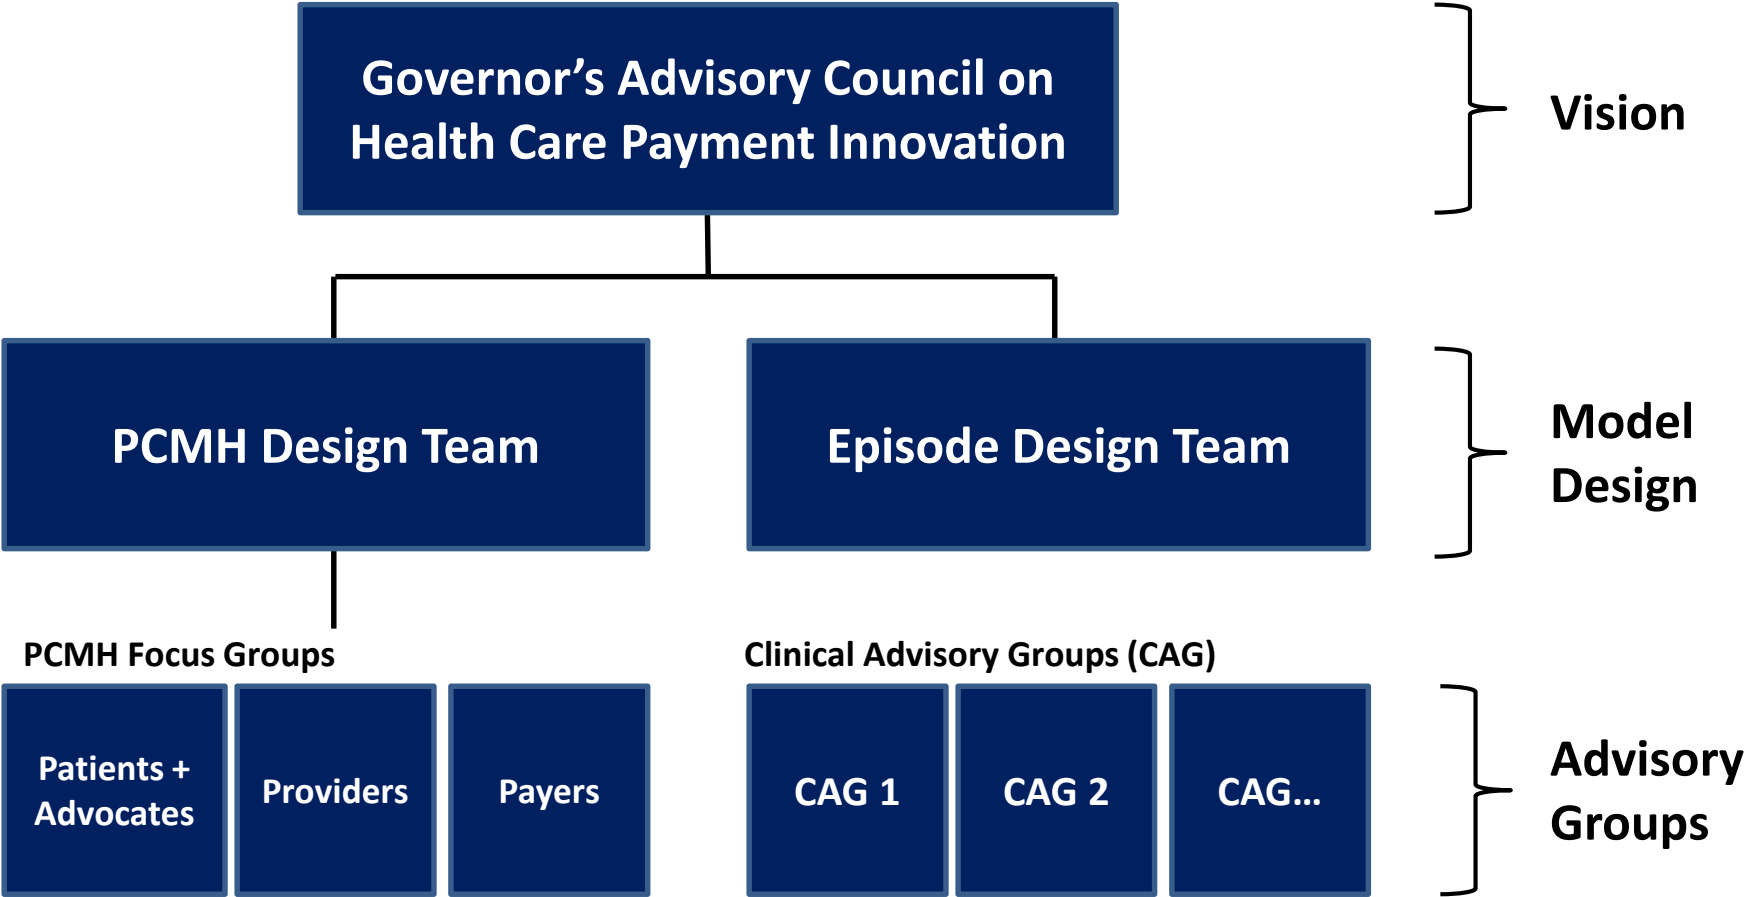 Governor’s Advisory Council on
Health Care Payment Innovation
Vision
PCMH Design Team
Episode Design Team
Model
Design
PCMH Focus Groups
Patients +
Advocates
Providers
Payers
Clinical Advisory Groups (CAG)
CAG 1
CAG 2
CAG…
Advisory
Groups